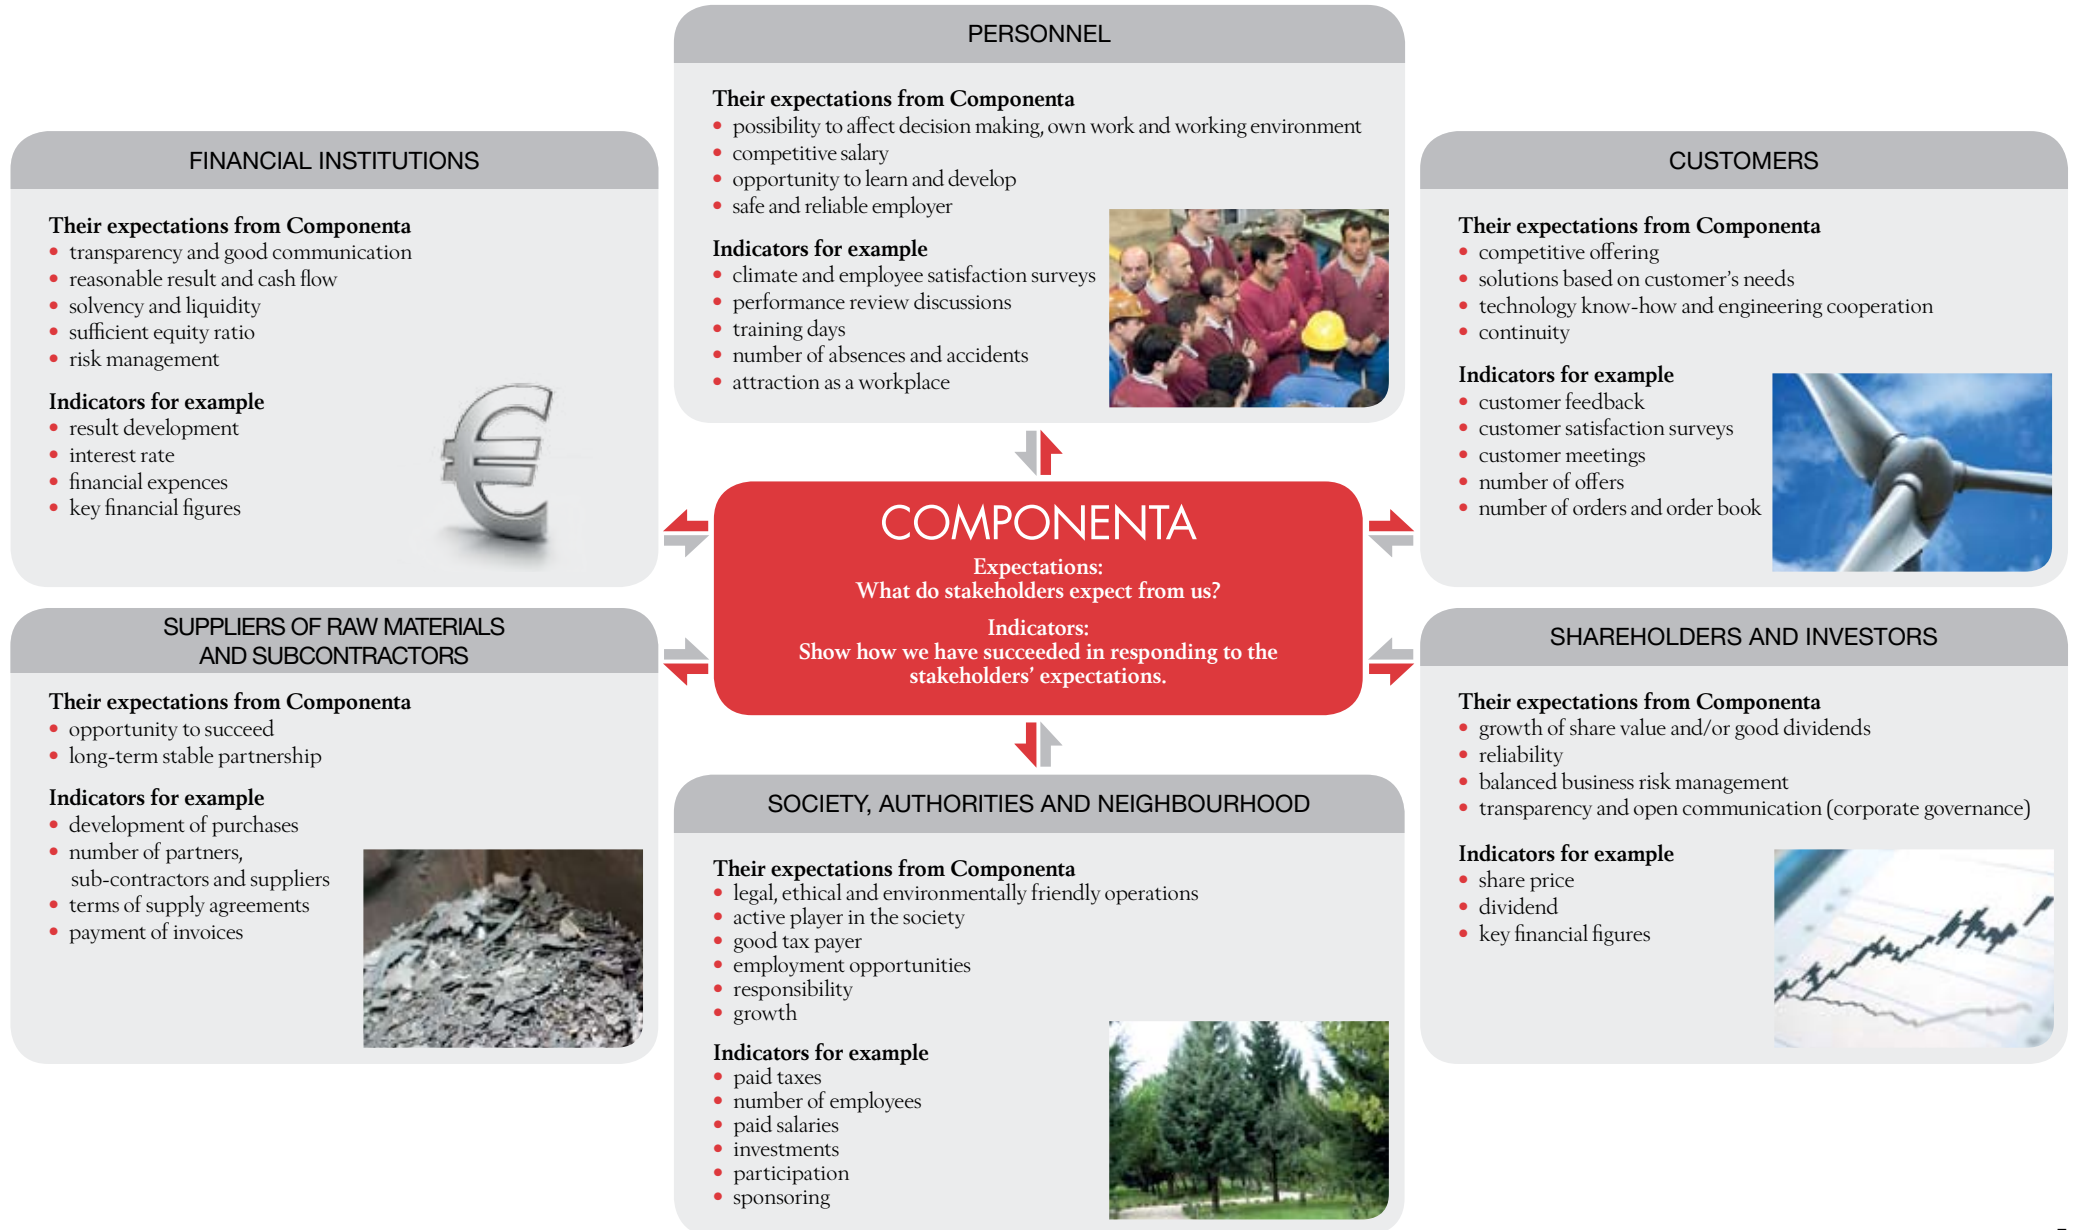 PERSONNEL
Their expectations from Componenta
• possibility to affect decision making, own work and working environment
• competitive salary
• opportunity to learn and develop
• safe and reliable employer
Indicators for example
• climate and employee satisfaction surveys
• performance review discussions
• training days
• number of absences and accidents
• attraction as a workplace
FINANCIAL INSTITUTIONS
Their expectations from Componenta
• transparency and good communication
• reasonable result and cash flow
• solvency and liquidity
• sufficient equity ratio
• risk management
Indicators for example
• result development
• interest rate
• financial expences
• key financial figures
CUSTOMERS
Their expectations from Componenta
• competitive offering
• solutions based on customer's needs
• technology know-how and engineering cooperation
• continuity
Indicators for example
• customer feedback
• customer satisfaction surveys
• customer meetings
• number of offers
• number of orders and order book
COMPONENTA
Expectations:
What do stakeholders expect from us?
Indicators:
Show how we have succeeded in responding to the
stakeholders' expectations.
SUPPLIERS OF RAW MATERIALS
AND SUBCONTRACTORS
Their expectations from Componenta
• opportunity to succeed
• long-term stable partnership
Indicators for example
• development of purchases
• number of partners,
sub-contractors and suppliers
• terms of supply agreements
• payment of invoices
SHAREHOLDERS AND INVESTORS
Their expectations from Componenta
• growth of share value and/or good dividends
• reliability
• balanced business risk management
• transparency and open communication (corporate governance)
Indicators for example
• share price
• dividend
• key financial figures
SOCIETY, AUTHORITIES AND NEIGHBOURHOOD
Their expectations from Componenta
• legal, ethical and environmentally friendly operations
• active player in the society
• good tax payer
• employment opportunities
• responsibility
• growth
Indicators for example
• paid taxes
• number of employees
• paid salaries
• investments
• participation
• sponsoring